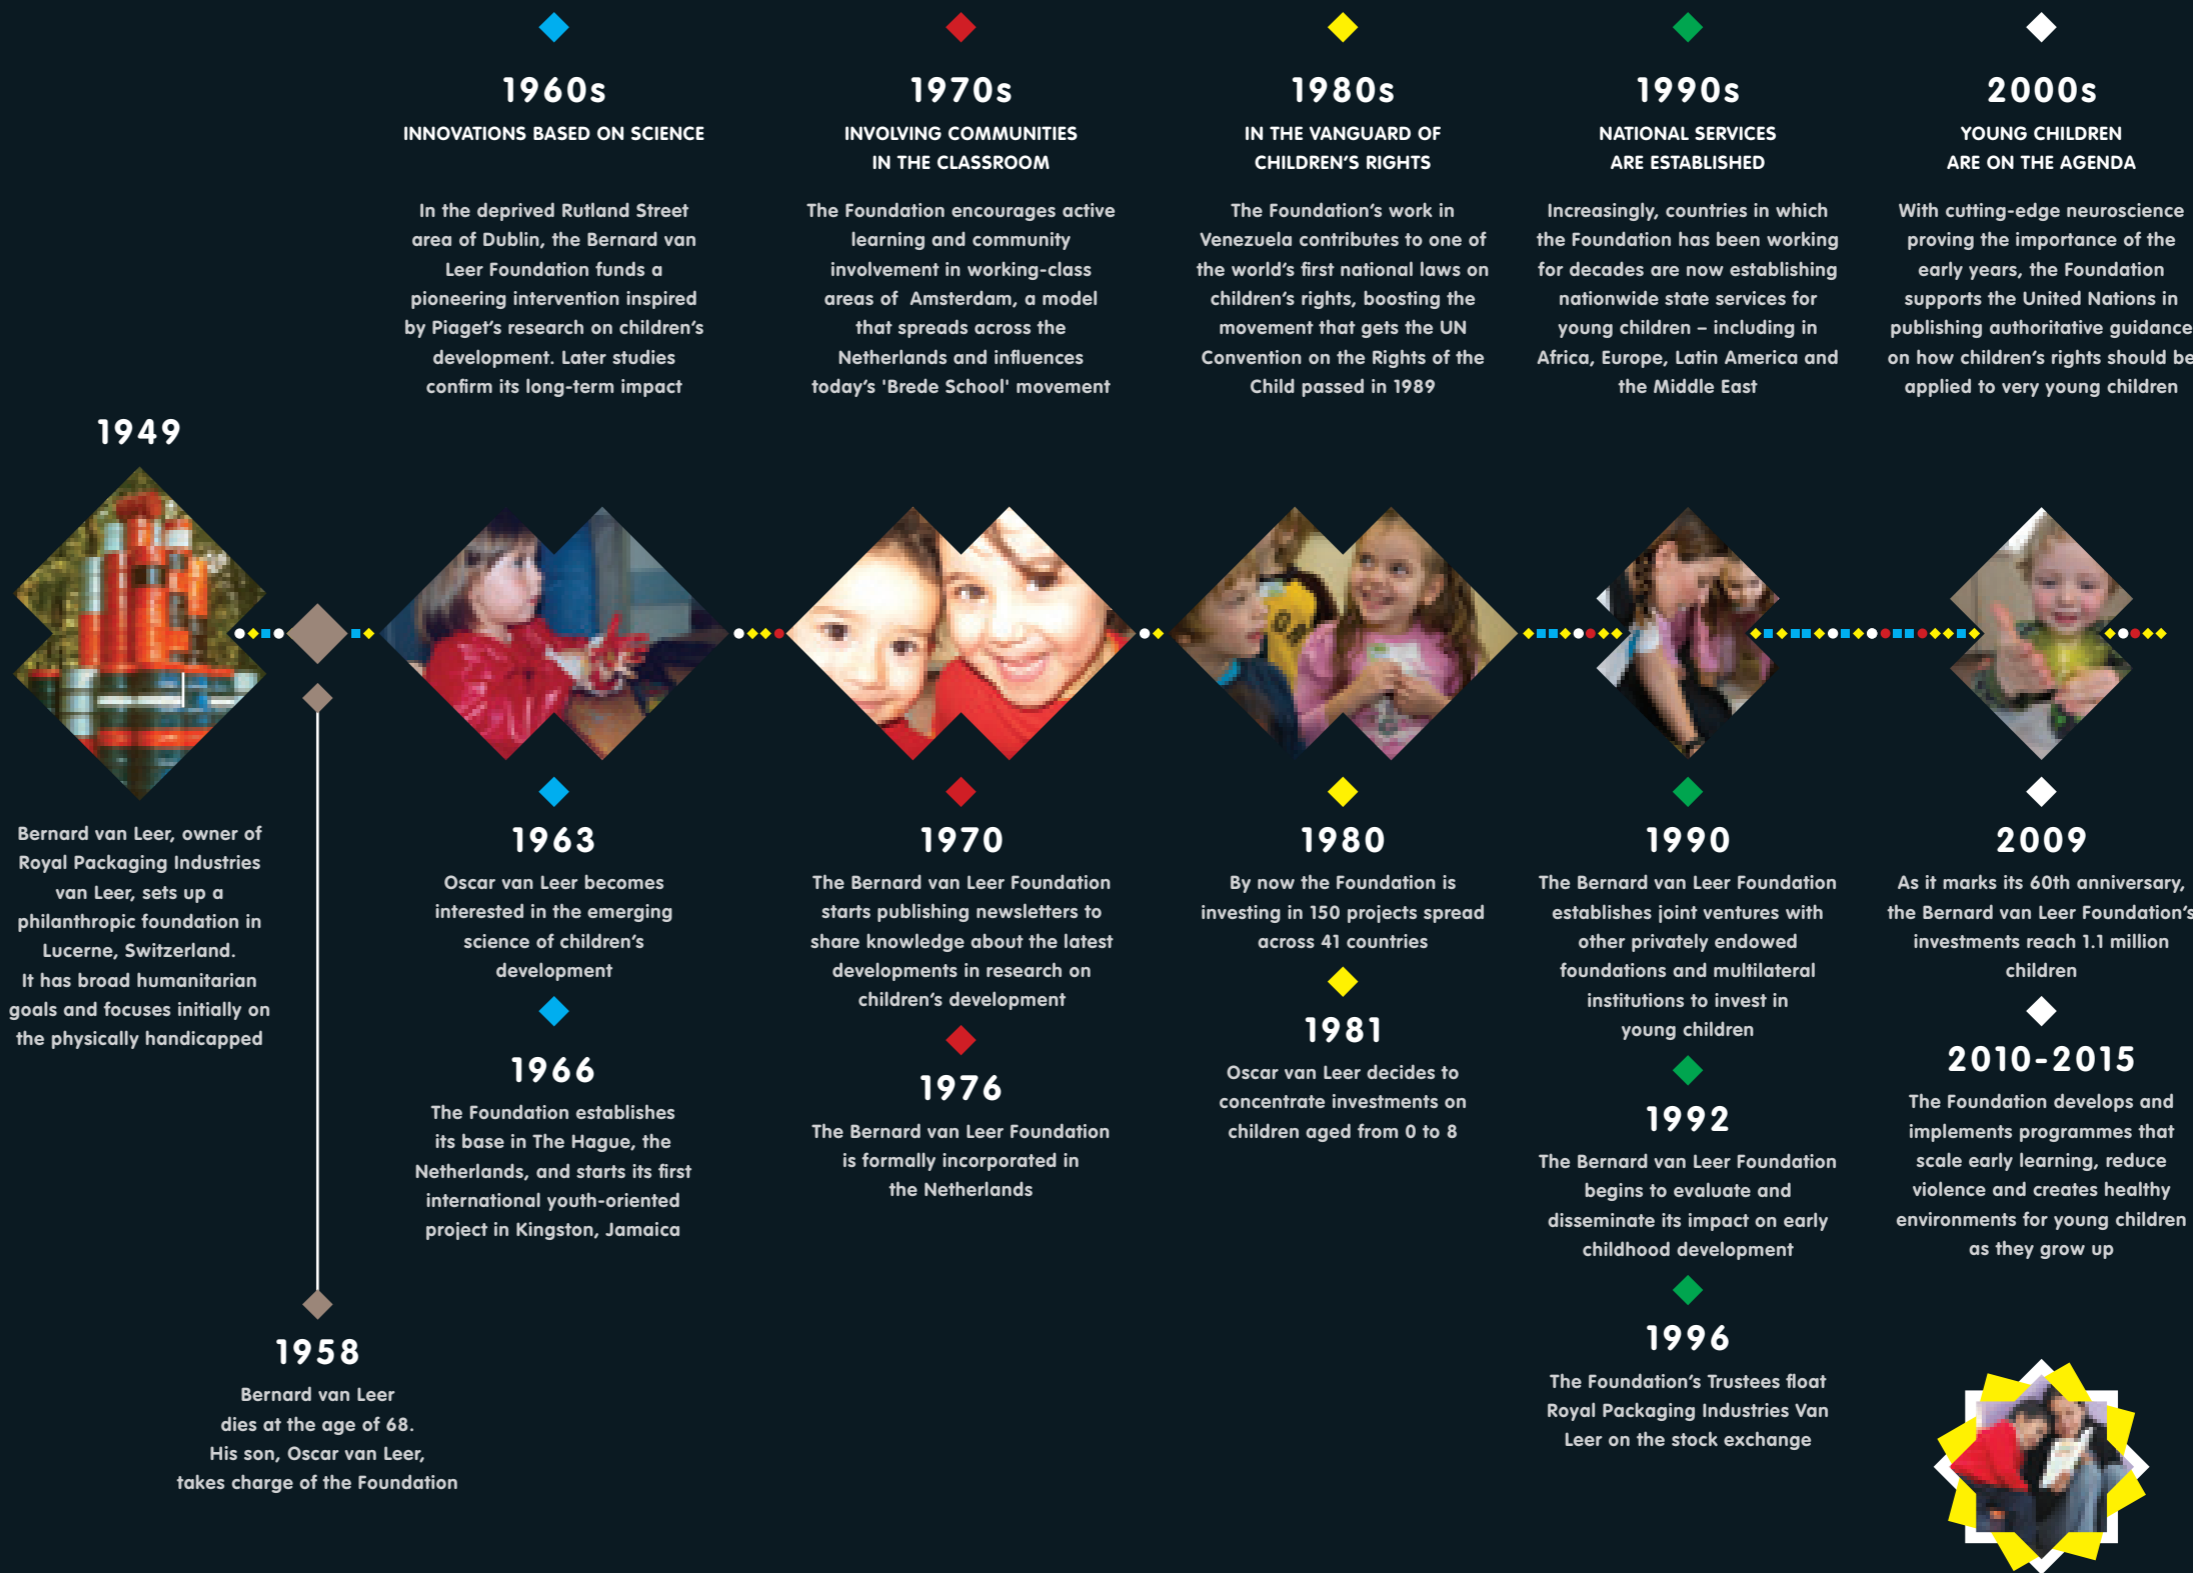 1949
Bernard van Leer, owner of
Royal Packaging Industries
van Leer, sets up a
philanthropic foundation in
Lucerne, Switzerland.
It has broad humanitarian
goals and focuses initially on
the physically handicapped
1958
Bernard van Leer
dies at the age of 68.
His son, Oscar van Leer,
takes charge of the Foundation
1960s
INNOVATIONS BASED ON SCIENCE
In the deprived Rutland Street
area of Dublin, the Bernard van
Leer Foundation funds a
pioneering intervention inspired
by Piaget's research on children's
development. Later studies
confirm its long-term impact
1963
Oscar van Leer becomes
interested in the emerging
science of children's
development
1966
The Foundation establishes
its base in The Hague, the
Netherlands, and starts its first
international youth-oriented
project in Kingston, Jamaica
1970s
INVOLVING COMMUNITIES
IN THE CLASSROOM
The Foundation encourages active
learning and community
involvement in working-class
areas of Amsterdam, a model
that spreads across the
Netherlands and influences
today's 'Brede School' movement
1970
The Bernard van Leer Foundation
starts publishing newsletters to
share knowledge about the latest
developments in research on
children's development
1976
The Bernard van Leer Foundation
is formally incorporated in
the Netherlands
1980s
IN THE VANGUARD OF
CHILDREN'S RIGHTS
The Foundation's work in
Venezuela contributes to one of
the world's first national laws on
children's rights, boosting the
movement that gets the UN
Convention on the Rights of the
Child passed in 1989
1980
By now the Foundation is
investing in 150 projects spread
across 41 countries
1981
Oscar van Leer decides to
concentrate investments on
children aged from 0 to 8
1990s
NATIONAL SERVICES
ARE ESTABLISHED
Increasingly, countries in which
the Foundation has been working
for decades are now establishing
nationwide state services for
young children – including in
Africa, Europe, Latin America and
the Middle East
1990
The Bernard van Leer Foundation
establishes joint ventures with
other privately endowed
foundations and multilateral
institutions to invest in
young children
1992
The Bernard van Leer Foundation
begins to evaluate and
disseminate its impact on early
childhood development
1996
The Foundation's Trustees float
Royal Packaging Industries Van
Leer on the stock exchange
2000s
YOUNG CHILDREN
ARE ON THE AGENDA
With cutting-edge neuroscience
proving the importance of the
early years, the Foundation
supports the United Nations in
publishing authoritative guidance
on how children's rights should be
applied to very young children
2009
As it marks its 60th anniversary,
the Bernard van Leer Foundation's
investments reach 1.1 million
children
2010-2015
The Foundation develops and
implements programmes that
scale early learning, reduce
violence and creates healthy
environments for young children
as they grow up